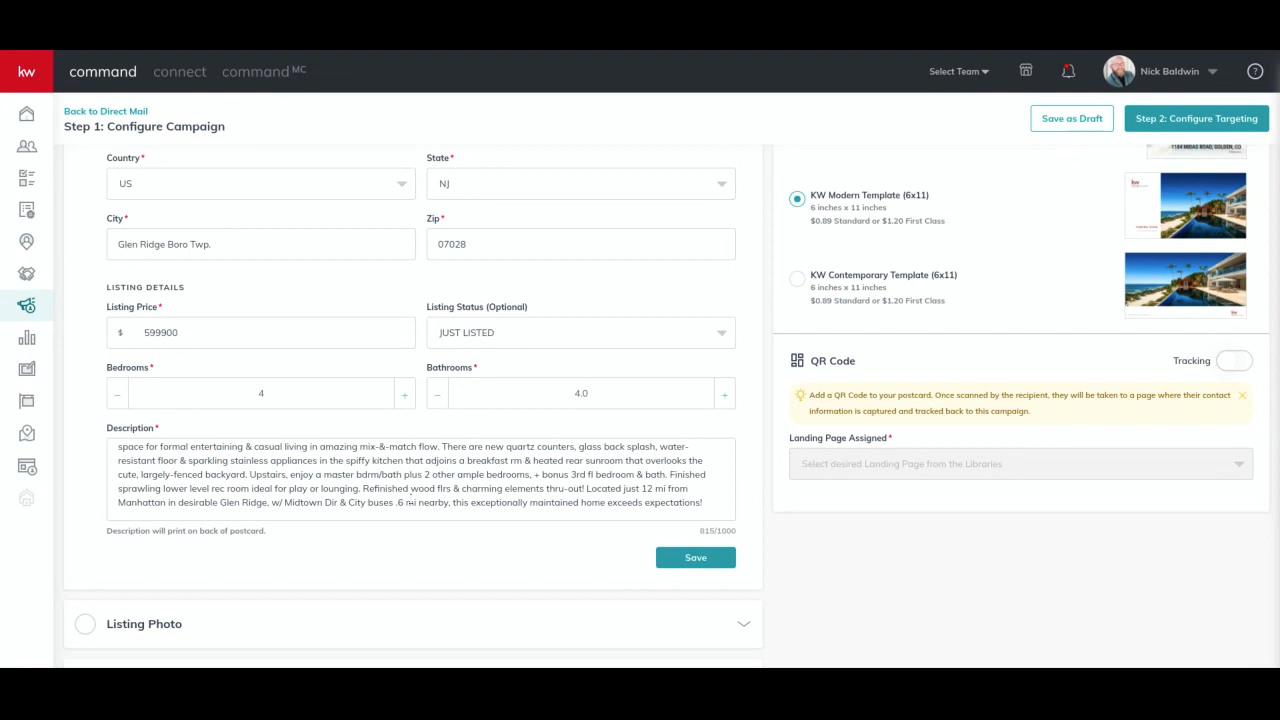 kw
command connect command MC
Select Team
Nick Baldwin
?
Back to Direct Mail
Step 1: Configure Campaign
Save as Draft
Step 2: Configure Targeting
Country*
State*
US
NJ
City*
Zip*
Glen Ridge Boro Twp.
07028
LISTING DETAILS
Listing Price*
Listing Status (Optional)
$ 599900
JUST LISTED
Bedrooms*
Bathrooms*
– 4 +
– 4.0 +
Description*
space for formal entertaining & casual living in amazing mix-&-match flow. There are new quartz counters, glass back splash, water-
resistant floor & sparkling stainless appliances in the spiffy kitchen that adjoins a breakfast rm & heated rear sunroom that overlooks the
cute, largely-fenced backyard. Upstairs, enjoy a master bdrm/bath plus 2 other ample bedrooms, + bonus 3rd fl bedroom & bath. Finished
sprawling lower level rec room ideal for play or lounging. Refinished wood flrs & charming elements thru-out! Located just 12 mi from
Manhattan in desirable Glen Ridge, w/ Midtown Dir & City buses .6 mi nearby, this exceptionally maintained home exceeds expectations!
Description will print on back of postcard.
815/1000
Save
Listing Photo
1184 MIDAS ROAD, GOLDEN, CO
KW Modern Template (6x11)
6 inches x 11 inches
$0.89 Standard or $1.20 First Class
kw
KW Contemporary Template (6x11)
6 inches x 11 inches
$0.89 Standard or $1.20 First Class
kw
QR Code
Tracking
Add a QR Code to your postcard. Once scanned by the recipient, they will be taken to a page where their contact
information is captured and tracked back to this campaign.
Landing Page Assigned*
Select desired Landing Page from the Libraries